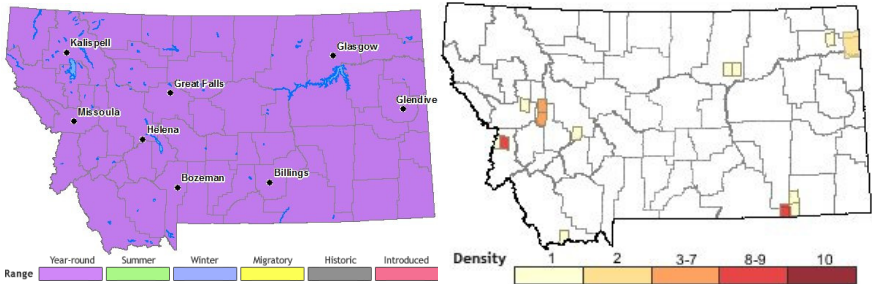 Kalispell
Glasgow
Great Falls
Glendive
Missoula
Helena
Bozeman
Billings
Year-round Summer Winter Migratory Historic Introduced
Range
Density 1 2 3-7 8-9 10